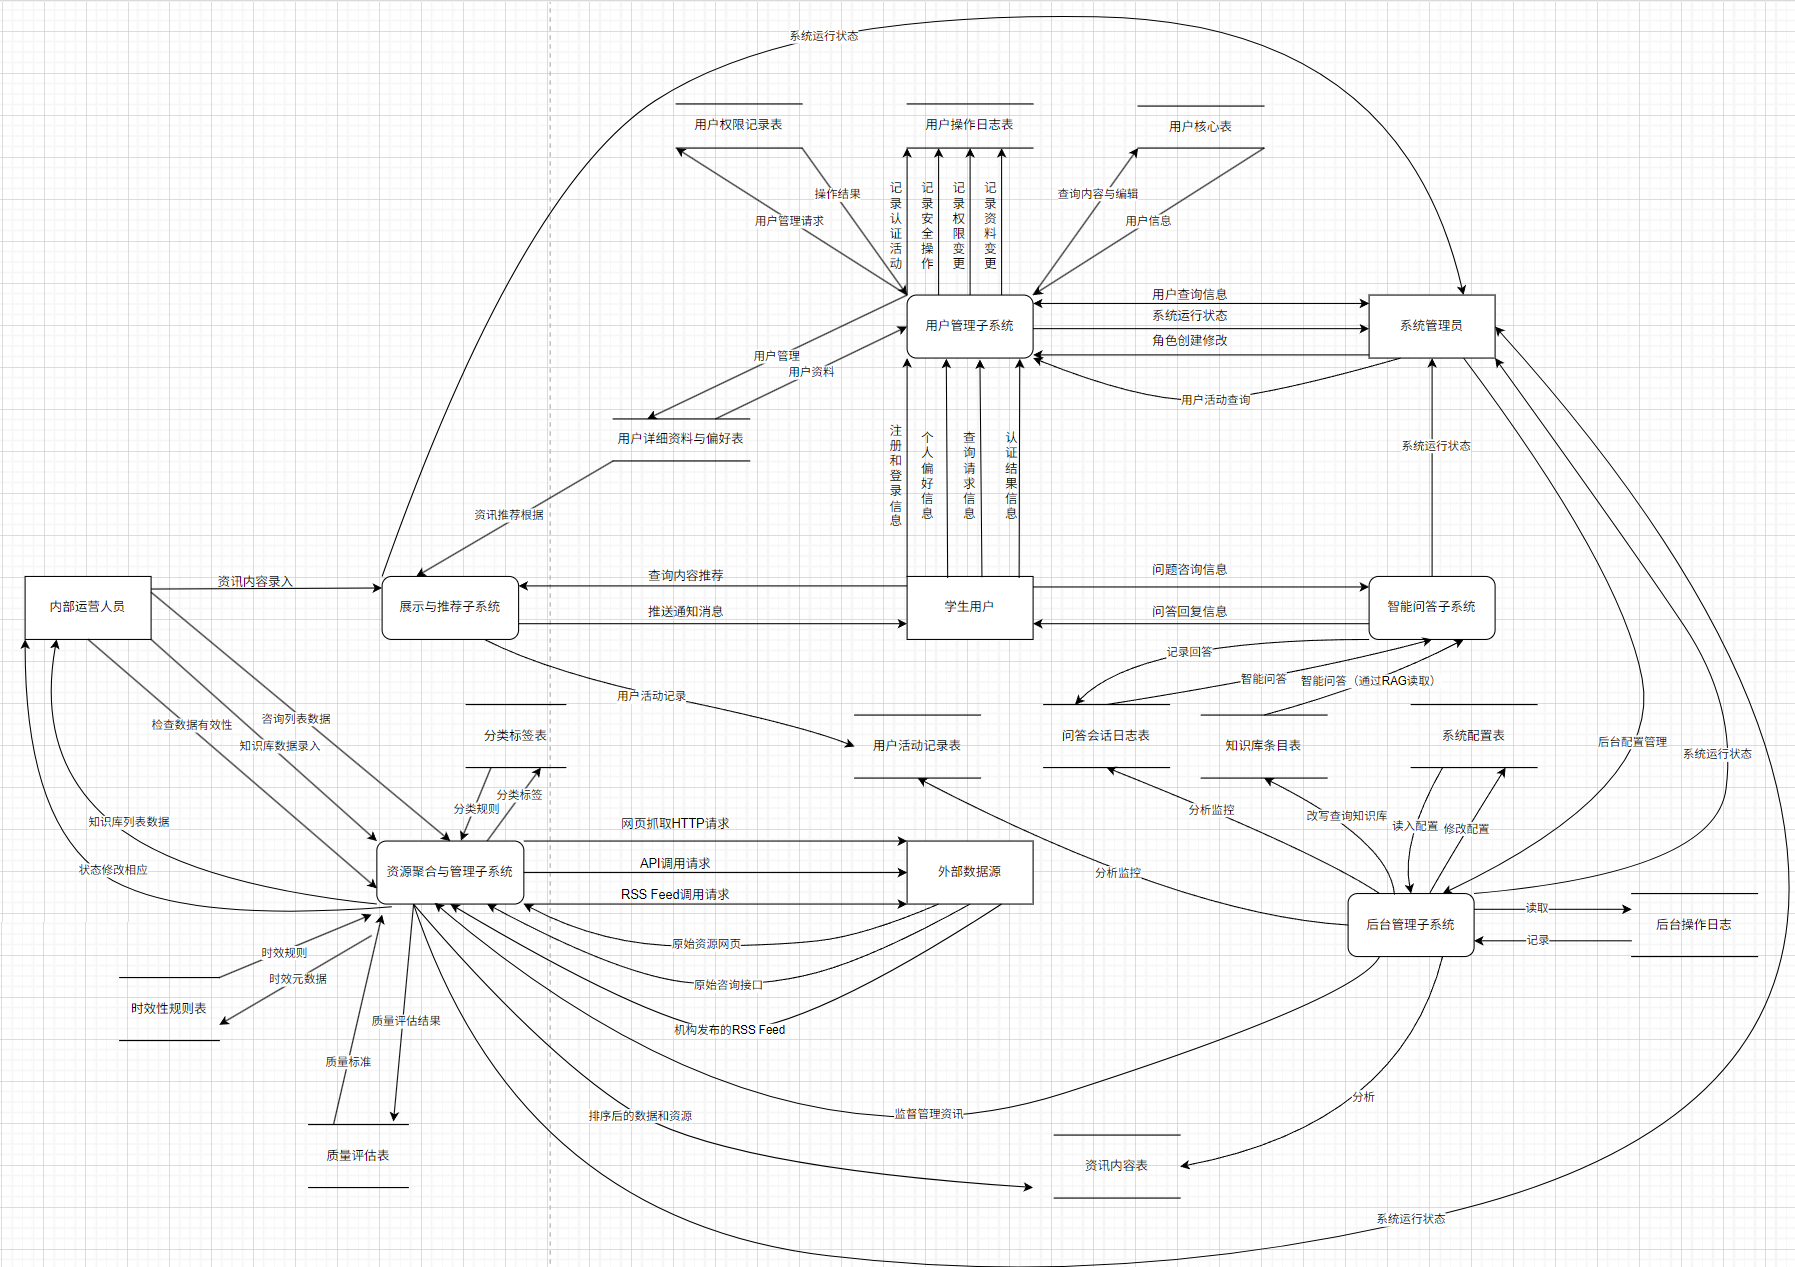 系统运行状态
用户权限记录表
用户操作日志表
用户核心表
操作结果
用户管理请求
记录认证活动
记录安全操作
记录权限变更
记录资料变更
查询内容与编辑
用户信息
用户管理子系统
用户查询信息
系统运行状态
角色创建修改
系统管理员
用户管理
用户资料
用户活动查询
用户详细资料与偏好表
注册和登录信息
个人偏好信息
查询请求信息
认证结果信息
系统运行状态
资讯推荐根据
内部运营人员
资讯内容录入
展示与推荐子系统
查询内容推荐
推送通知消息
学生用户
问题咨询信息
问答回复信息
智能问答子系统
记录回答
智能问答
智能问答（通过RAG读取）
用户活动记录
检查数据有效性
咨询列表数据
知识库数据录入
分类标签表
用户活动记录表
问答会话日志表
知识库条目表
系统配置表
后台配置管理
系统运行状态
分类规则
分类标签
分析监控
改写查询知识库
读入配置
修改配置
知识库列表数据
状态修改相应
资源聚合与管理子系统
网页抓取HTTP请求
API调用请求
RSS Feed调用请求
外部数据源
分析监控
后台管理子系统
读取
记录
后台操作日志
原始资源网页
原始咨询接口
机构发布的RSS Feed
时效规则
时效元数据
时效性规则表
质量评估结果
质量标准
排序后的数据和资源
监督管理资讯
分析
质量评估表
资讯内容表
系统运行状态